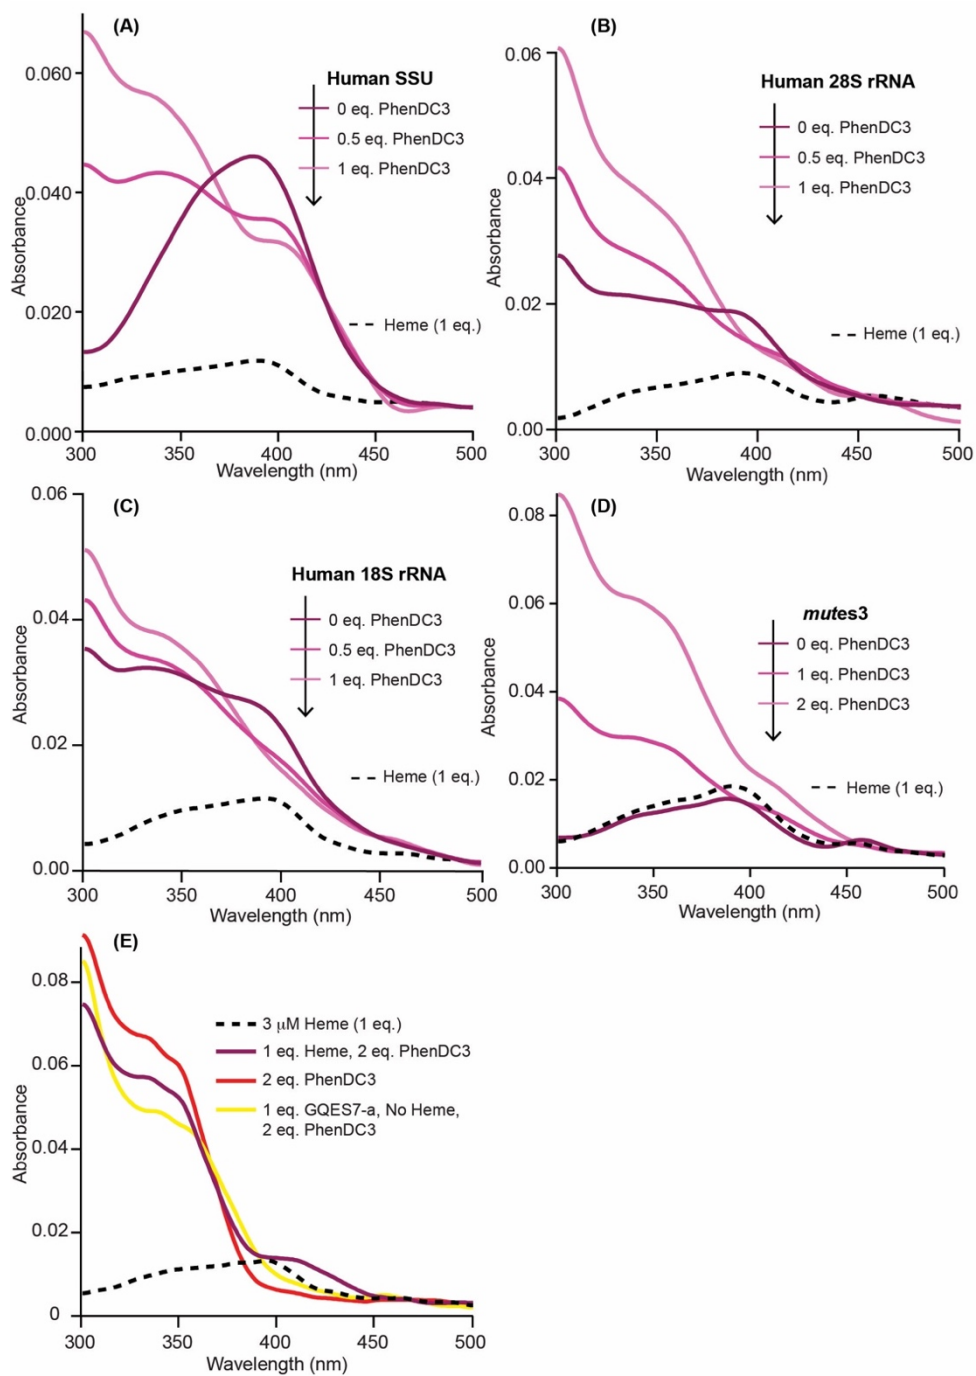 (A)
Human SSU
0 eq. PhenDC3
0.5 eq. PhenDC3
1 eq. PhenDC3
Heme (1 eq.)
0.060
0.040
0.020
0.000
Absorbance
300
350
400
450
500
Wavelength (nm)
(B)
Human 28S rRNA
0 eq. PhenDC3
0.5 eq. PhenDC3
1 eq. PhenDC3
Heme (1 eq.)
0.06
0.04
0.02
0.00
Absorbance
300
350
400
450
500
Wavelength (nm)
(C)
Human 18S rRNA
0 eq. PhenDC3
0.5 eq. PhenDC3
1 eq. PhenDC3
Heme (1 eq.)
0.06
0.04
0.02
0.00
Absorbance
300
350
400
450
500
Wavelength (nm)
(D)
mutes3
0 eq. PhenDC3
1 eq. PhenDC3
2 eq. PhenDC3
Heme (1 eq.)
0.08
0.06
0.04
0.02
0.00
Absorbance
300
350
400
450
500
Wavelength (nm)
(E)
3 μM Heme (1 eq.)
1 eq. Heme, 2 eq. PhenDC3
2 eq. PhenDC3
1 eq. GQES7-a, No Heme,
2 eq. PhenDC3
0.08
0.06
0.04
0.02
0
Absorbance
300
350
400
450
500
Wavelength (nm)